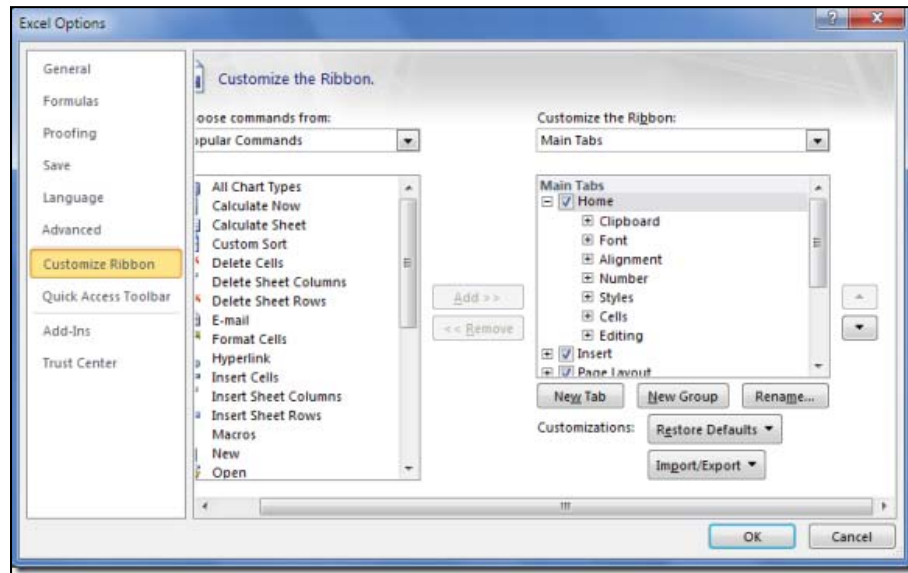 Excel Options
General
Formulas
Proofing
Save
Language
Advanced
Customize Ribbon
Quick Access Toolbar
Add-Ins
Trust Center
Customize the Ribbon.
oose commands from:
opular Commands
All Chart Types
Calculate Now
Calculate Sheet
Custom Sort
Delete Cells
Delete Sheet Columns
Delete Sheet Rows
E-mail
Format Cells
Hyperlink
Insert Cells
Insert Sheet Columns
Insert Sheet Rows
Macros
New
Open
Add >>
<< Remove
Customize the Ribbon:
Main Tabs
Main Tabs
Home
Clipboard
Font
Alignment
Number
Styles
Cells
Editing
Insert
Page Layout
New Tab
New Group
Rename...
Customizations:
Restore Defaults
Import/Export
OK
Cancel